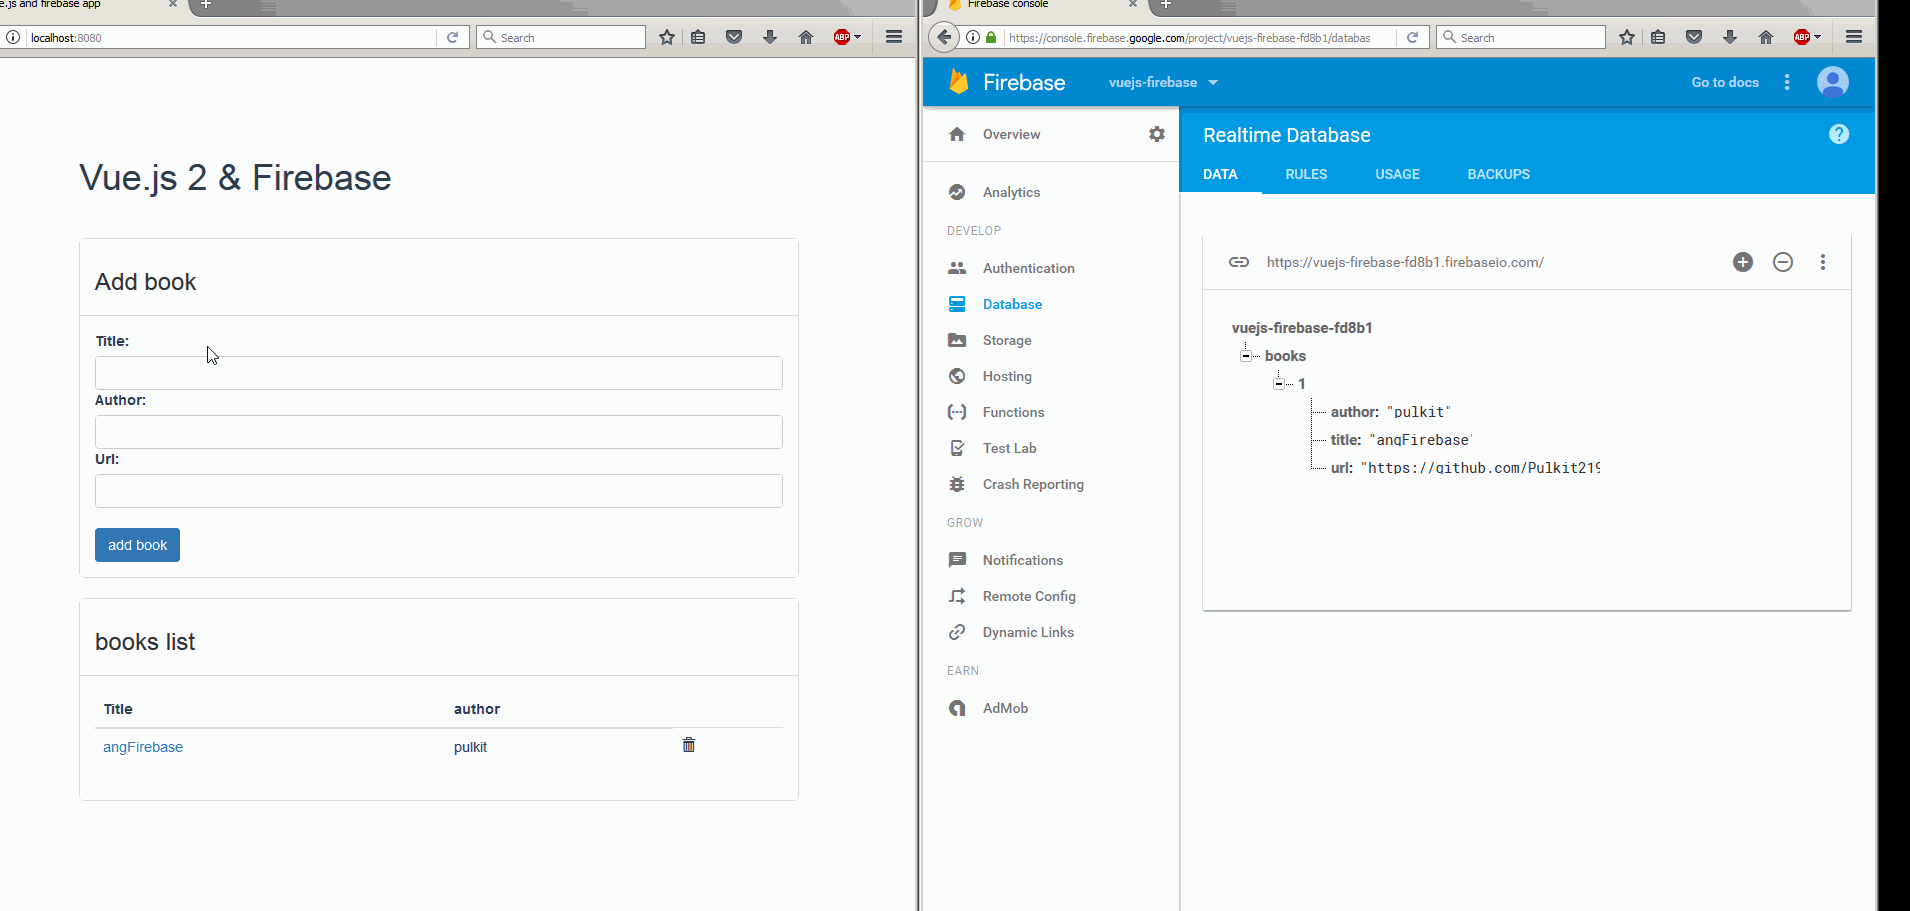 e.js and firebase app
localhost:8080
Search
ABP
Vue.js 2 & Firebase
Add book
Title:
Author:
Url:
add book
books list
Title author
angFirebase pulkit
Firebase console
https://console.firebase.google.com/project/vuejs-firebase-fd8b1/databas
Search
ABP
Firebase
vuejs-firebase
Go to docs
Overview
Analytics
DEVELOP
Authentication
Database
Storage
Hosting
Functions
Test Lab
Crash Reporting
GROW
Notifications
Remote Config
Dynamic Links
EARN
AdMob
Realtime Database
?
DATA RULES USAGE BACKUPS
https://vuejs-firebase-fd8b1.firebaseio.com/
vuejs-firebase-fd8b1
books
1
author: "pulkit"
title: "angFirebase'
url: "https://github.com/Pulkit219